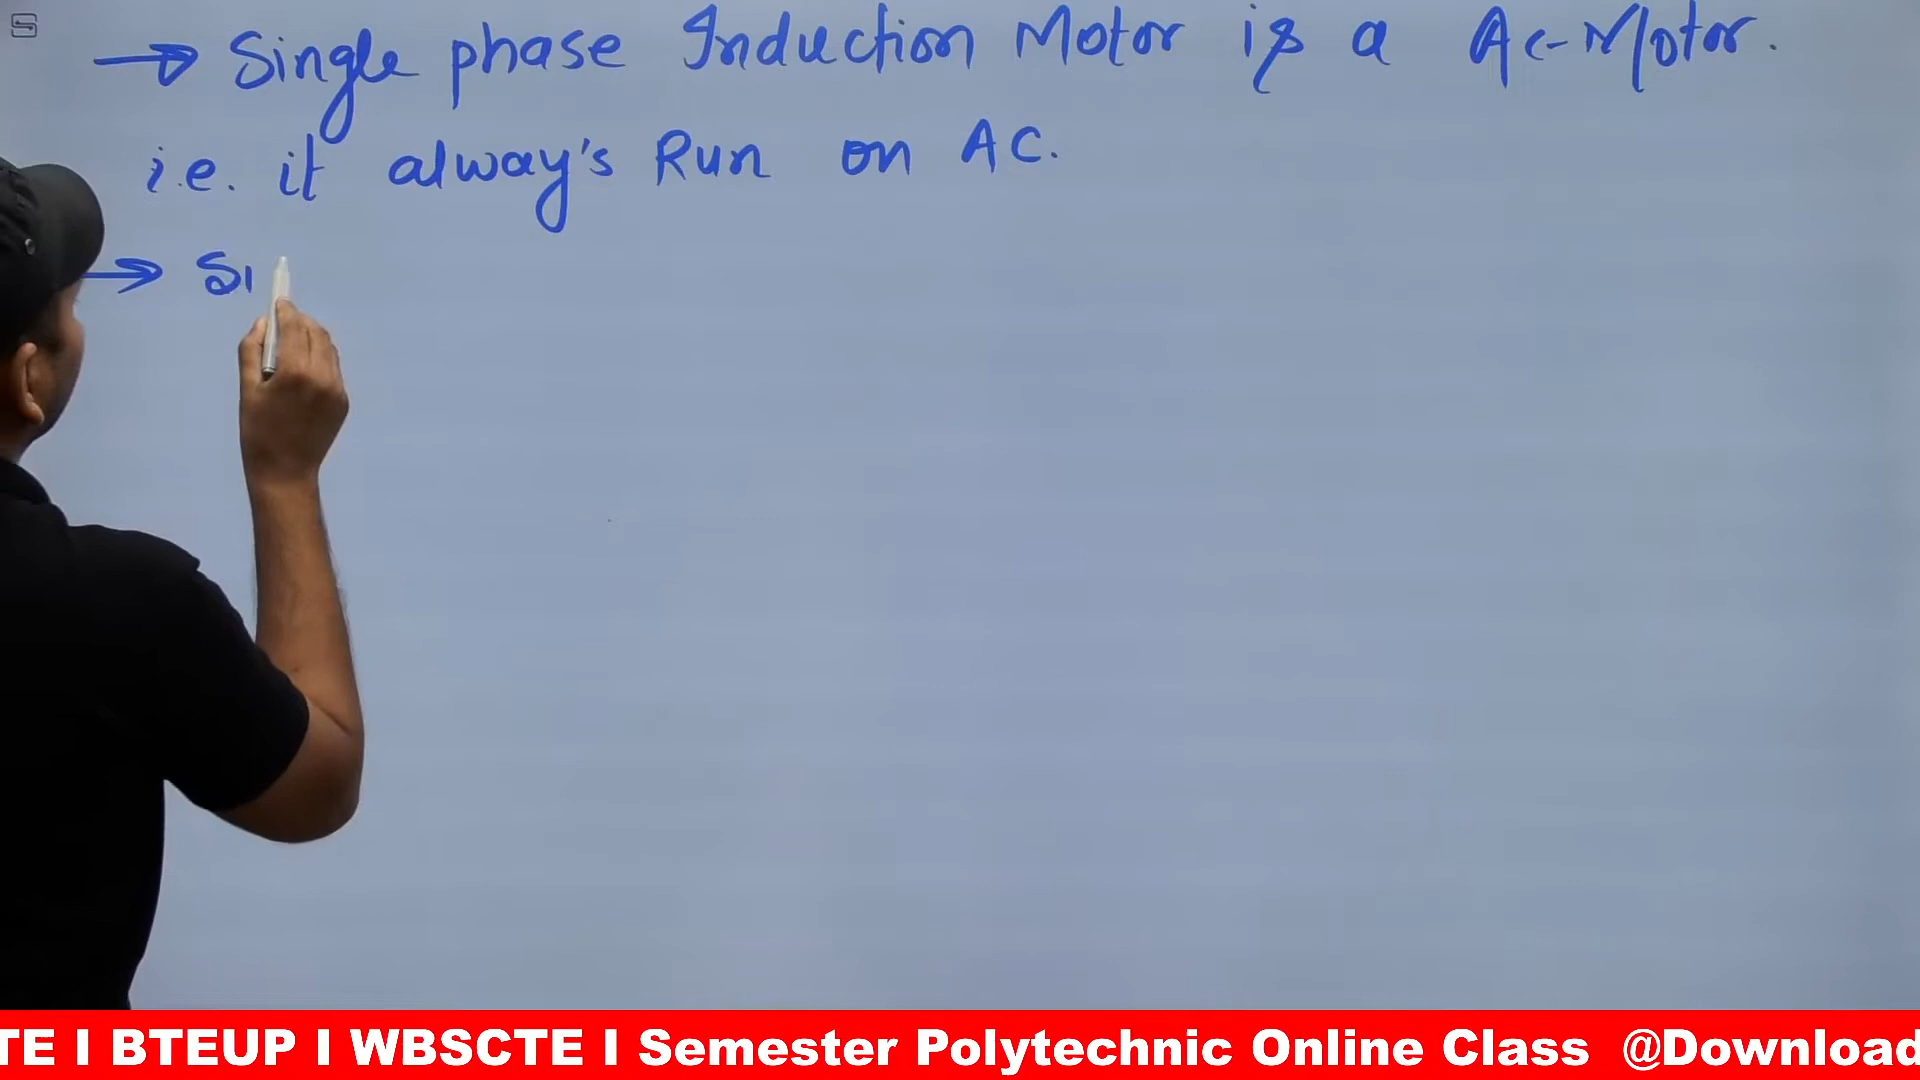 → Single phase Induction Motor is a Ac-Motor.
i.e. it alway's Run on AC.
→ Si
TE I BTEUP I WBSCTE I Semester Polytechnic Online Class @Download